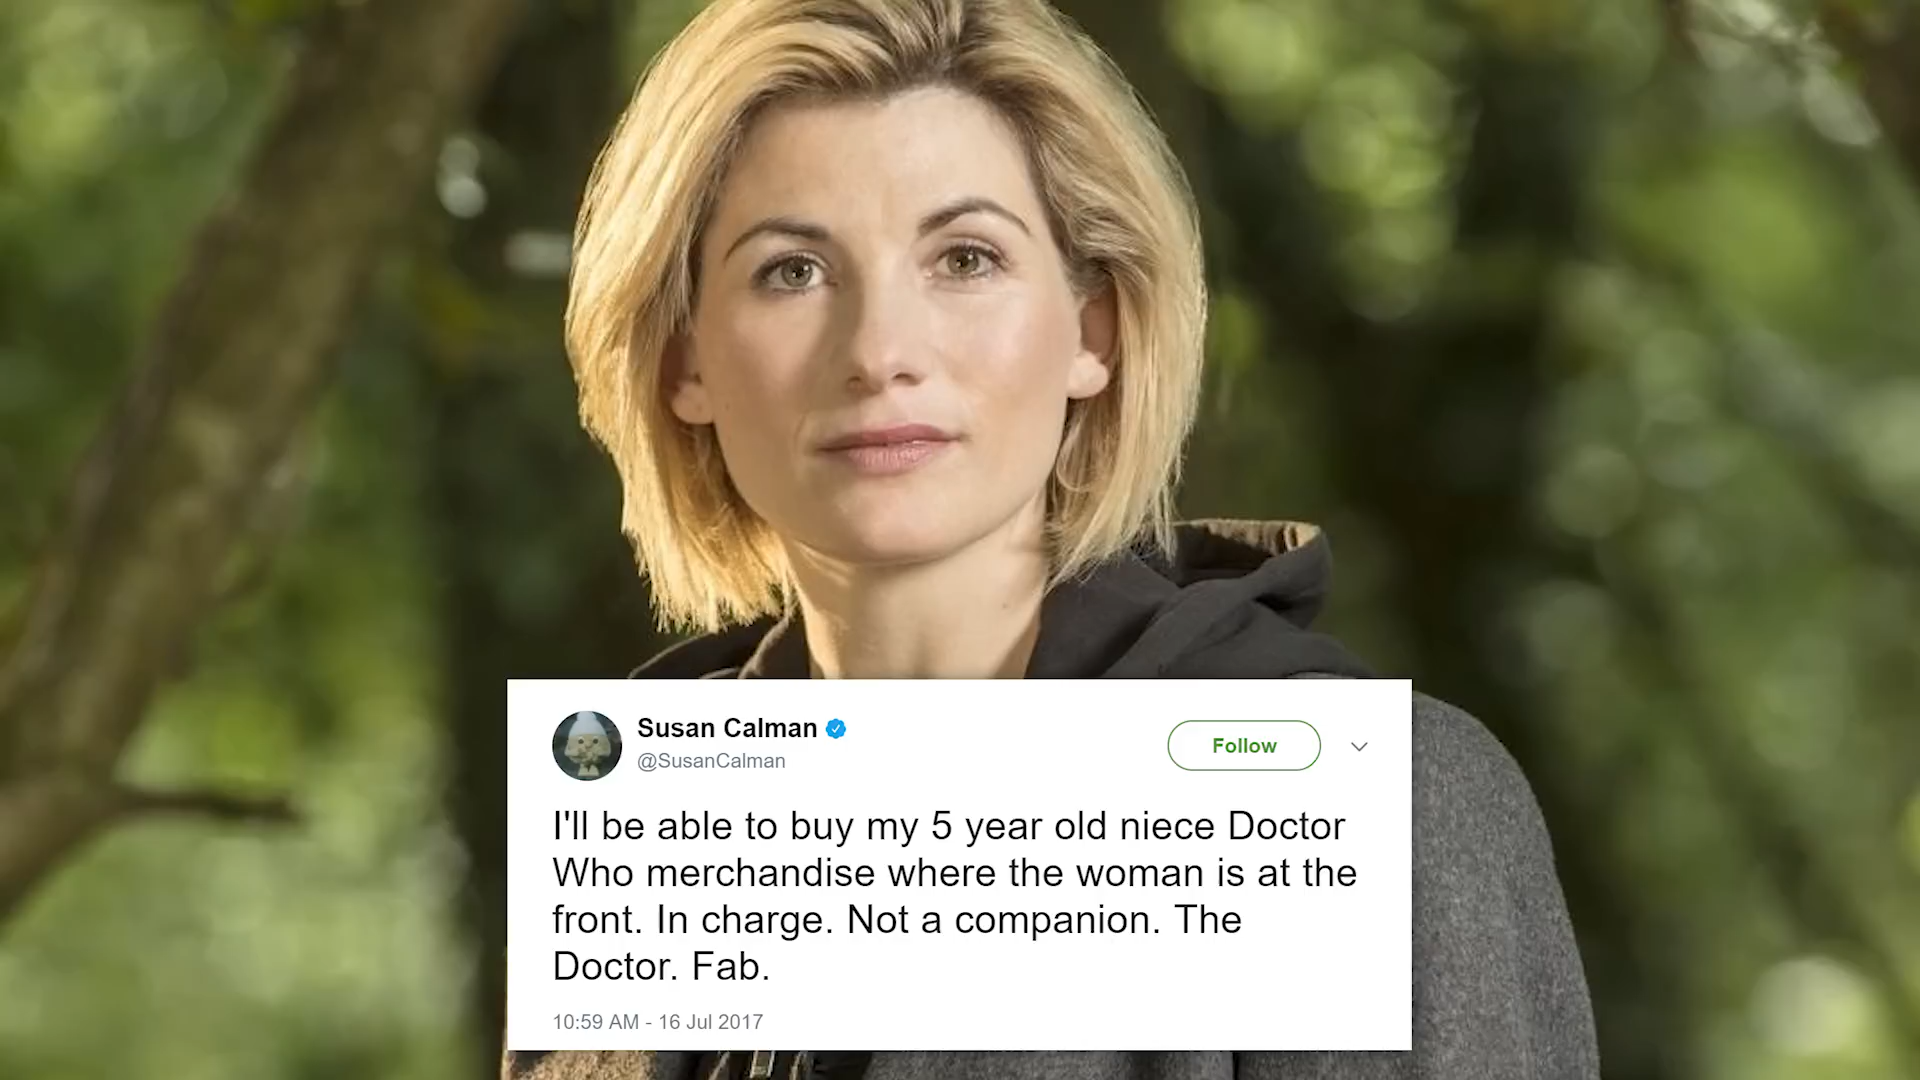 Susan Calman
@SusanCalman
Follow
I'll be able to buy my 5 year old niece Doctor
Who merchandise where the woman is at the
front. In charge. Not a companion. The
Doctor. Fab.
10:59 AM - 16 Jul 2017